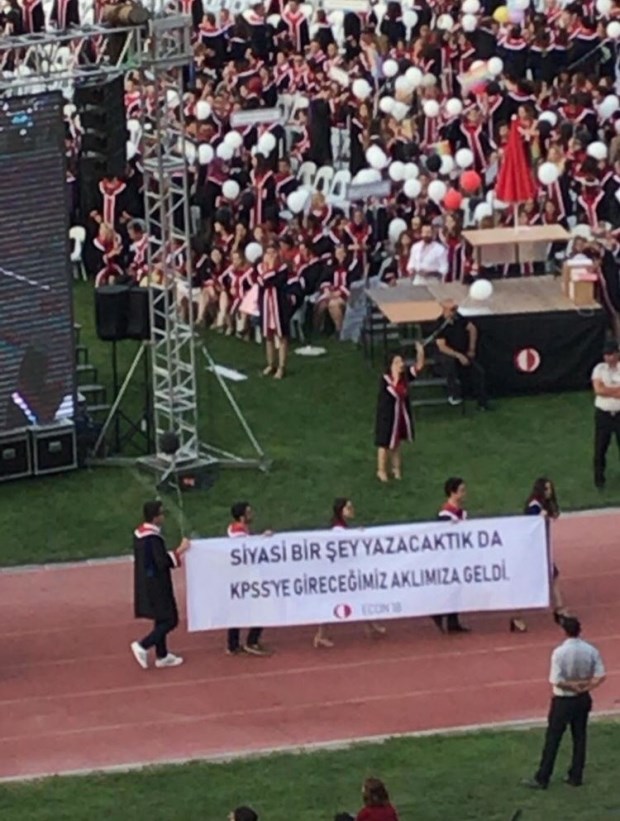 SİYASİ BİR ŞEY YAZACAKTIK DA
KPSS'YE GİRECEĞİMİZ AKLIMIZA GELDİ.
ECON 18